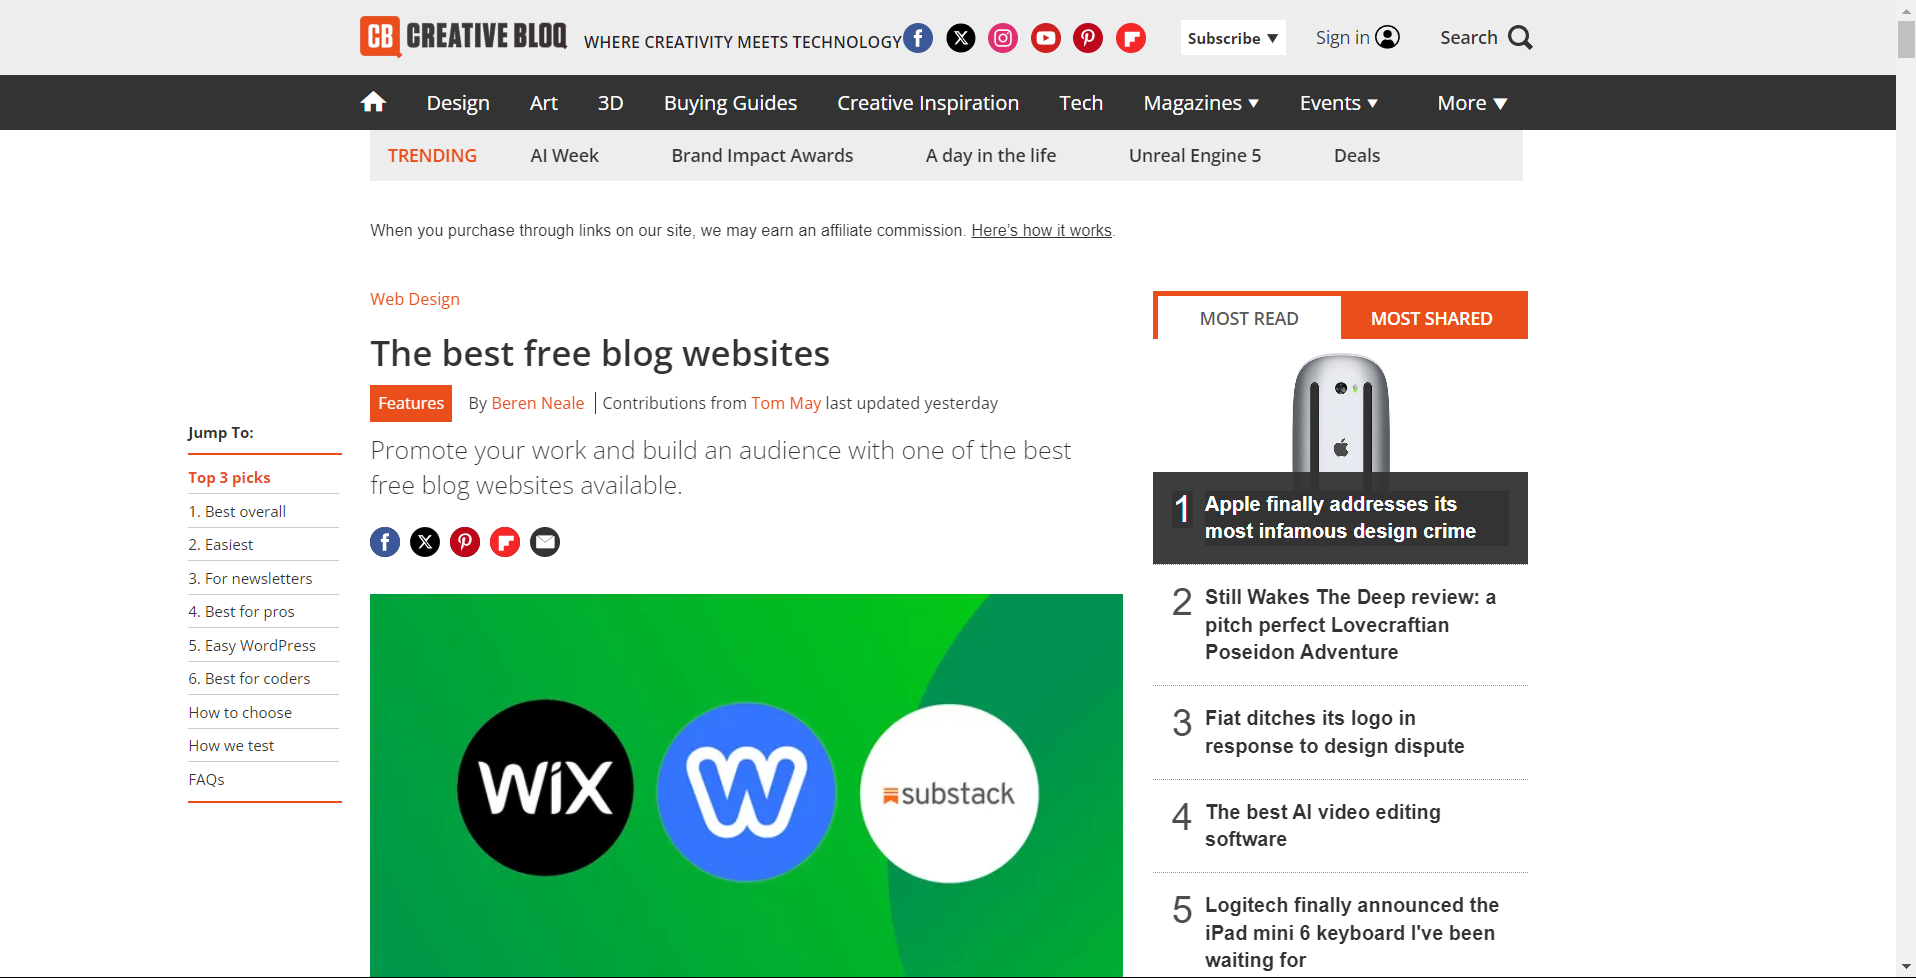 CB CREATIVE BLOQ
WHERE CREATIVITY MEETS TECHNOLOGY
Subscribe ▼
Sign in
Search
Design
Art
3D
Buying Guides
Creative Inspiration
Tech
Magazines ▼
Events ▼
More ▼
TRENDING
AI Week
Brand Impact Awards
A day in the life
Unreal Engine 5
Deals
When you purchase through links on our site, we may earn an affiliate commission. Here's how it works.
Web Design
The best free blog websites
Features
By Beren Neale
Contributions from Tom May last updated yesterday
Promote your work and build an audience with one of the best
free blog websites available.
Jump To:
Top 3 picks
1. Best overall
2. Easiest
3. For newsletters
4. Best for pros
5. Easy WordPress
6. Best for coders
How to choose
How we test
FAQs
WiX
W
substack
MOST READ
MOST SHARED
1 Apple finally addresses its
most infamous design crime
2 Still Wakes The Deep review: a
pitch perfect Lovecraftian
Poseidon Adventure
3 Fiat ditches its logo in
response to design dispute
4 The best AI video editing
software
5 Logitech finally announced the
iPad mini 6 keyboard I've been
waiting for